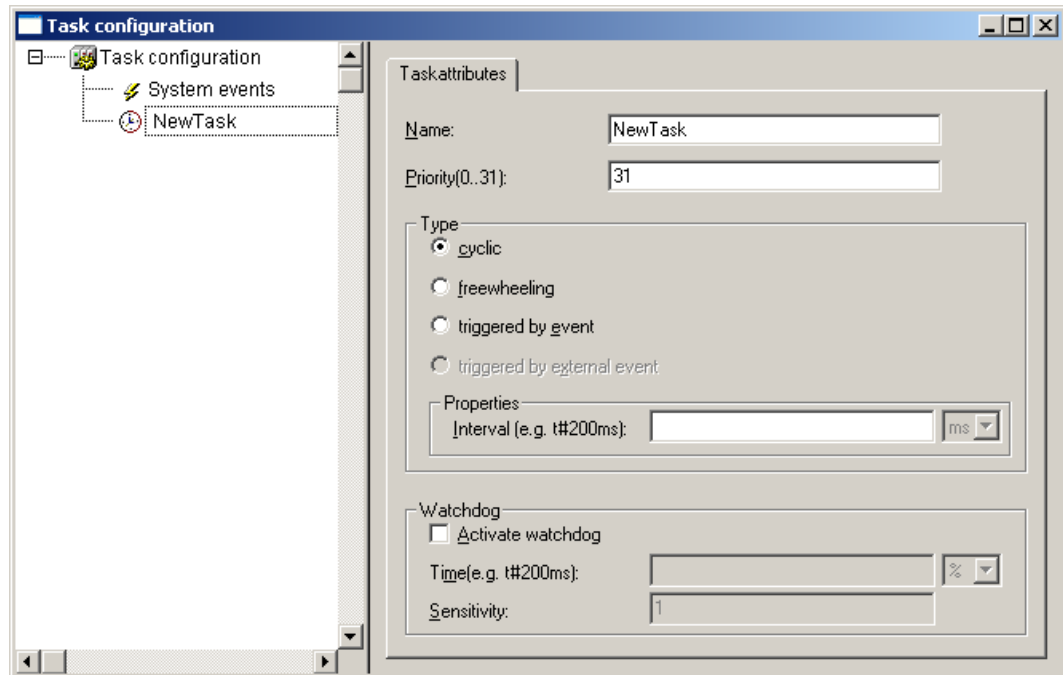 Task configuration
Task configuration
System events
NewTask
Taskattributes
Name: NewTask
Priority(0..31): 31
Type
cyclic
freewheeling
triggered by event
triggered by external event
Properties
Interval (e.g. t#200ms): ms
Watchdog
Activate watchdog
Time(e.g. t#200ms): %
Sensitivity: 1